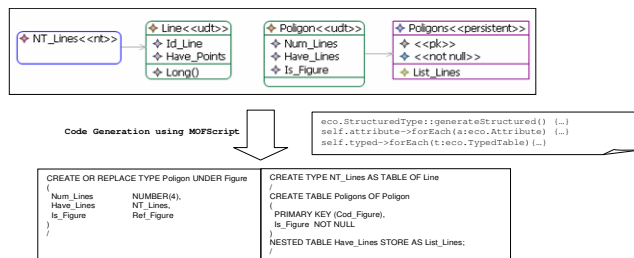 NT_Lines<<nt>>
Line<<udt>>
Id_Line
Have_Points
Long()
Poligon<<udt>>
Num_Lines
Have_Lines
Is_Figure
Poligons<<persistent>>
<<pk>>
<<not null>>
List_Lines
Code Generation using MOFScript
eco.StructuredType::generateStructured() {…}
self.attribute->forEach(a:eco.Attribute) {…}
self.typed->forEach(t:eco.TypedTable){…}
CREATE OR REPLACE TYPE Poligon UNDER Figure
(
Num_Lines NUMBER(4),
Have_Lines NT_Lines,
Is_Figure Ref_Figure
)
/
CREATE TYPE NT_Lines AS TABLE OF Line
/
CREATE TABLE Poligons OF Poligon
(
PRIMARY KEY (Cod_Figure),
Is_Figure NOT NULL
)
NESTED TABLE Have_Lines STORE AS List_Lines;
/